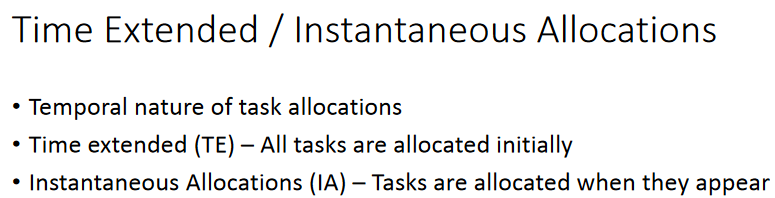 Time Extended / Instantaneous Allocations
• Temporal nature of task allocations
• Time extended (TE) – All tasks are allocated initially
• Instantaneous Allocations (IA) – Tasks are allocated when they appear